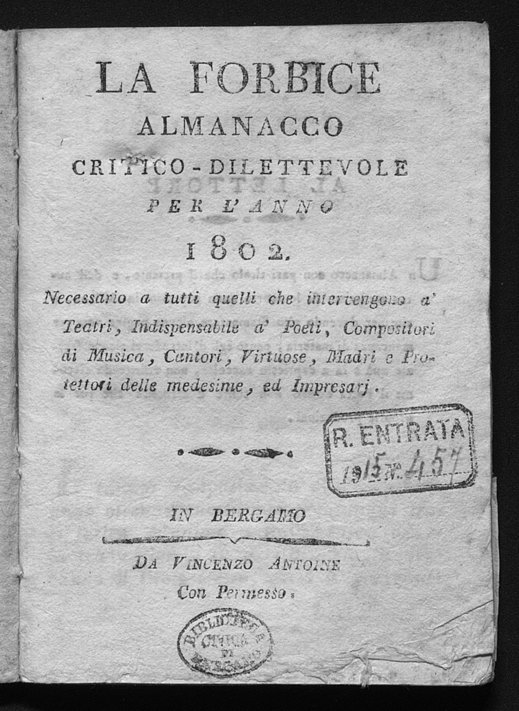 LA FORBICE
ALMANACCO
CRITICO-DILETTEVOLE
PER L'ANNO
1802.
Necessario a tutti quelli che intervengono a'
Teatri, Indispensabile a' Poeti, Compositori
di Musica, Cantori, Virtuose, Madri e Pro-
tettori delle medesime, ed Impresarj.
R. ENTRATA
1915 N.° 457
IN BERGAMO
DA VINCENZO ANTOINE
Con Permesso.
BIBLIOTECA
CIVICA
DI
BERGAMO